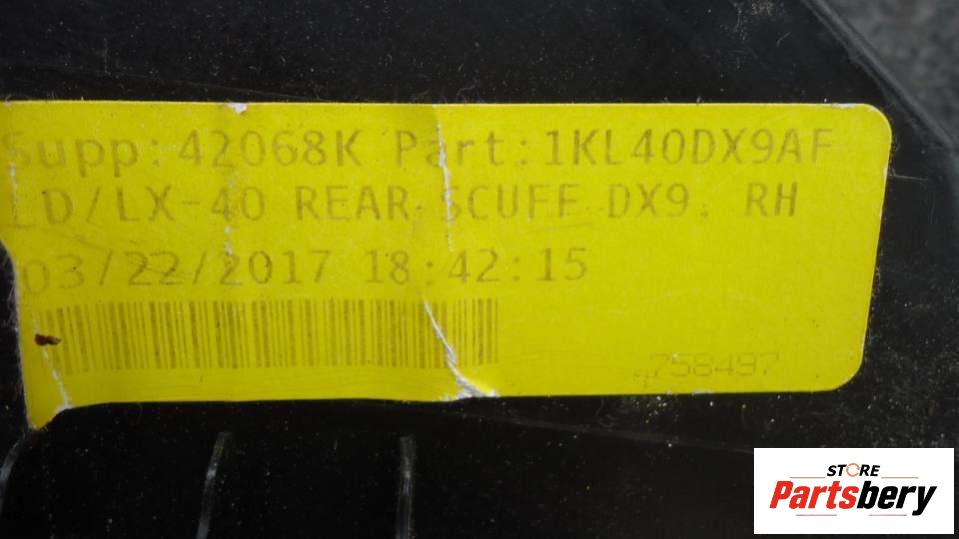 Supp:42068K Part:1KL40DX9AF
LD/LX-40 REAR SCUFF DX9. RH
03/22/2017 18:42:15
758497
STORE
Partsbery